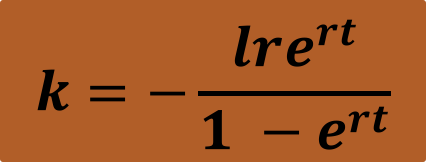 k = − lre^{rt} / (1 − e^{rt})